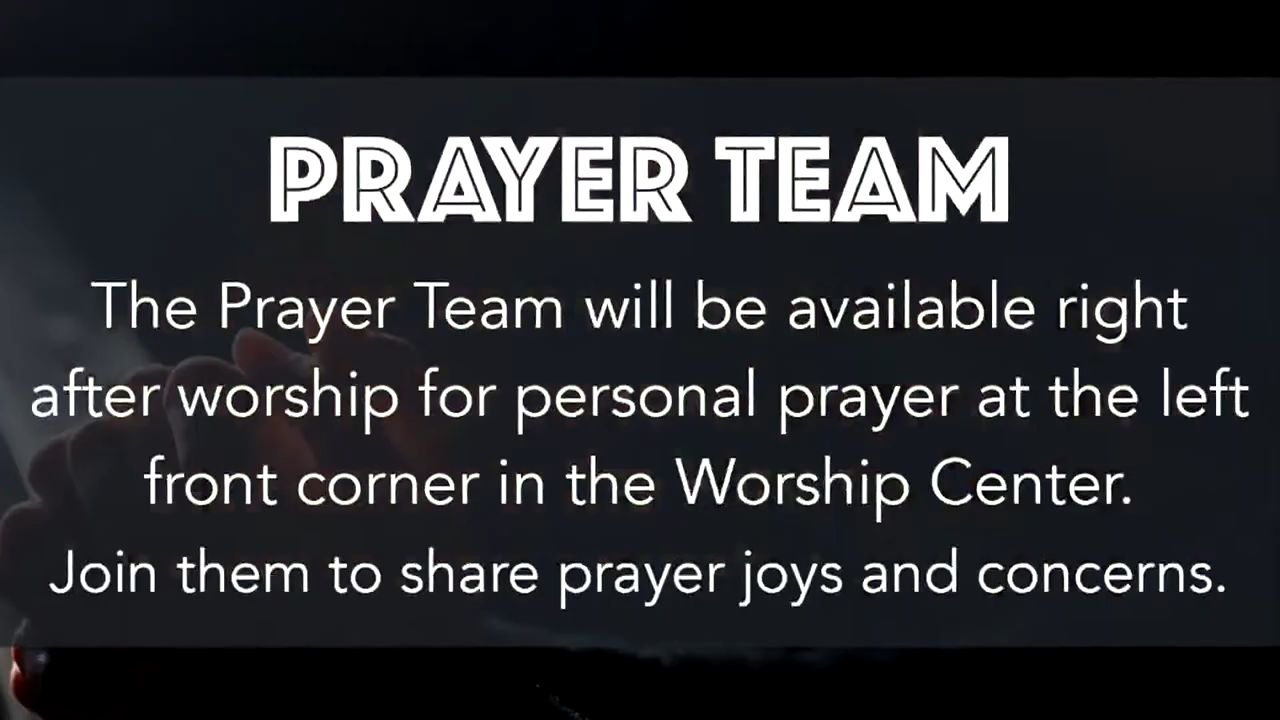 PRAYER TEAM
The Prayer Team will be available right
after worship for personal prayer at the left
front corner in the Worship Center.
Join them to share prayer joys and concerns.